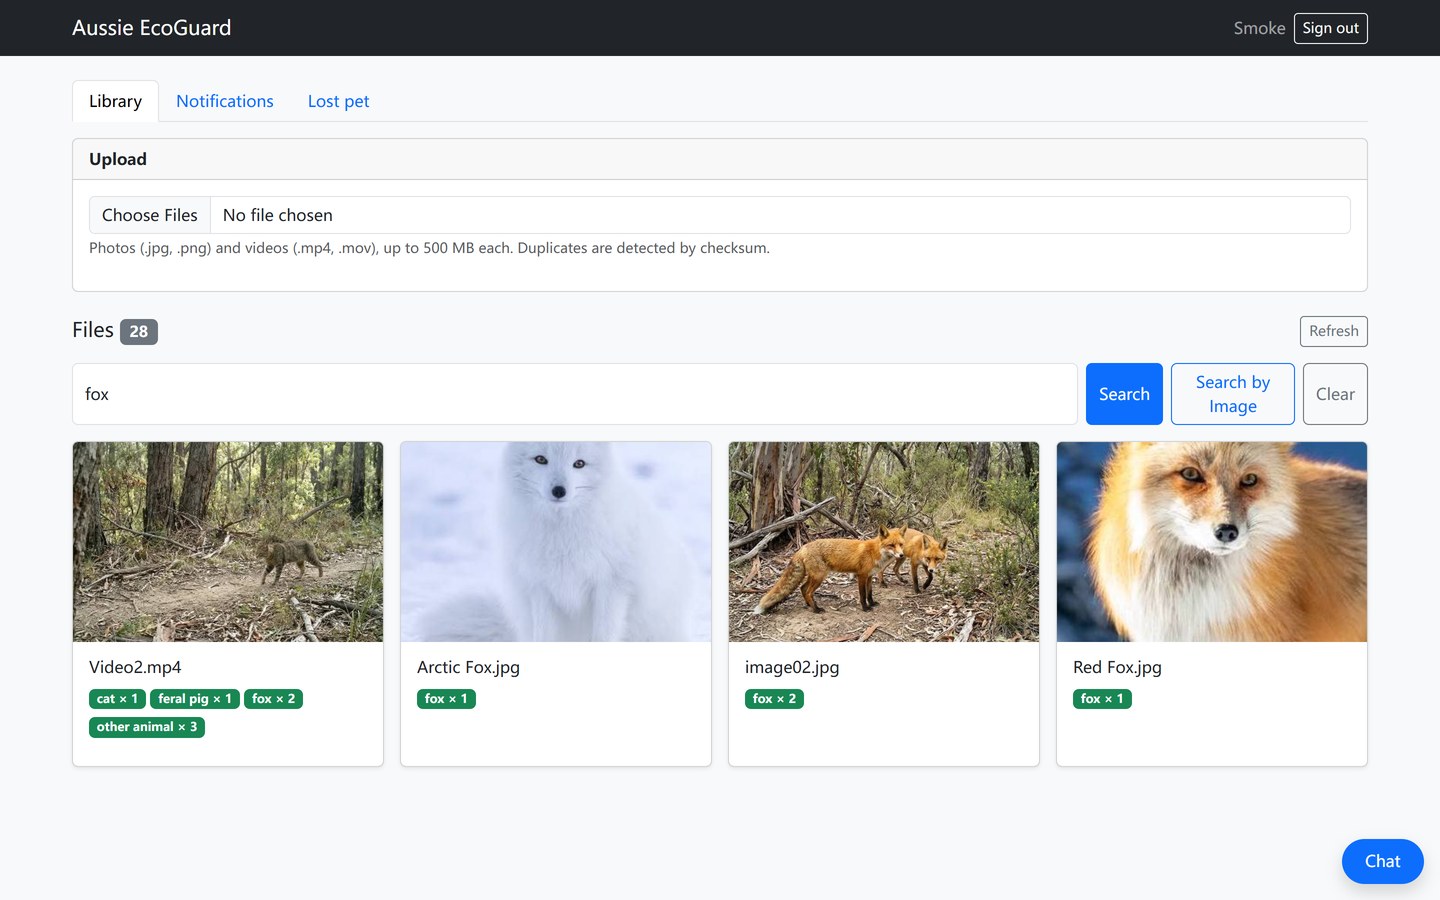 Aussie EcoGuard
Smoke
Sign out
Library
Notifications
Lost pet
Upload
Choose Files
No file chosen
Photos (.jpg, .png) and videos (.mp4, .mov), up to 500 MB each. Duplicates are detected by checksum.
Files 28
Refresh
fox
Search
Search by
Image
Clear
Video2.mp4
cat × 1
feral pig × 1
fox × 2
other animal × 3
Arctic Fox.jpg
fox × 1
image02.jpg
fox × 2
Red Fox.jpg
fox × 1
Chat